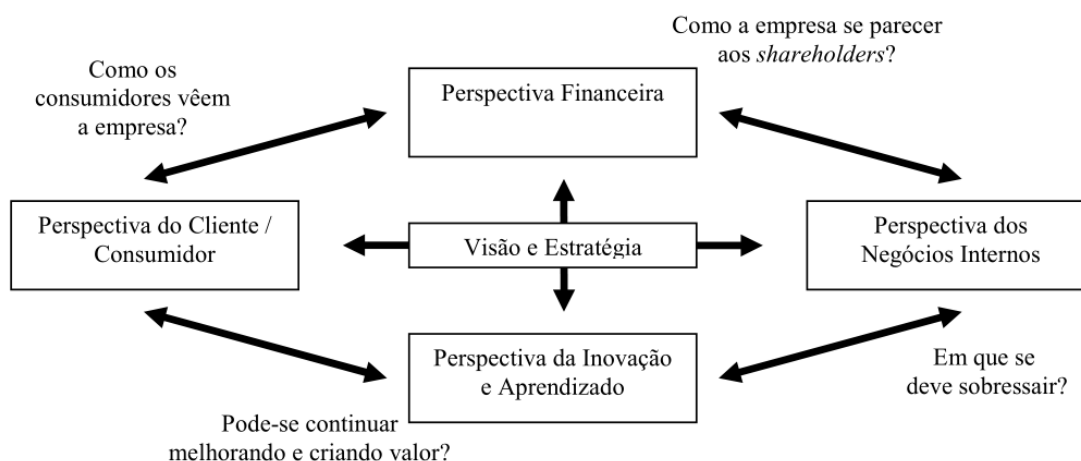 Como a empresa se parecer
aos shareholders?
Como os
consumidores vêem
a empresa?
Perspectiva Financeira
Perspectiva do Cliente /
Consumidor
Visão e Estratégia
Perspectiva dos
Negócios Internos
Perspectiva da Inovação
e Aprendizado
Em que se
deve sobressair?
Pode-se continuar
melhorando e criando valor?